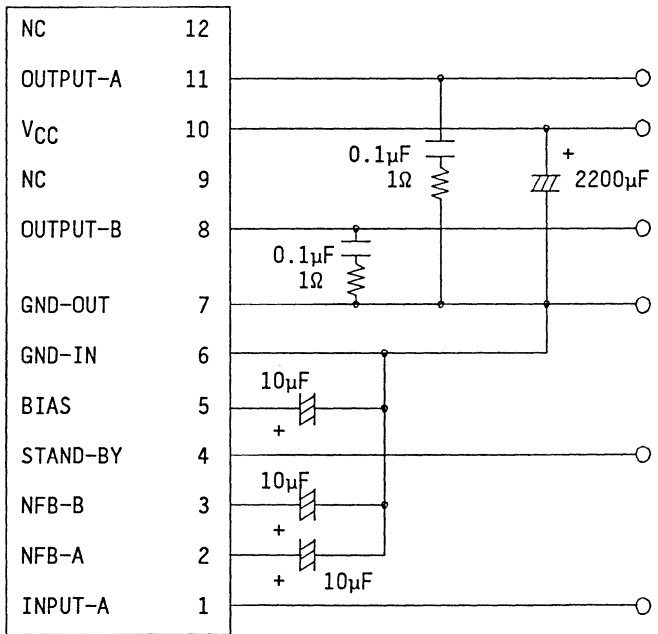 NC 12
OUTPUT-A 11
VCC 10
0.1µF
1Ω
+
2200µF
NC 9
OUTPUT-B 8
0.1µF
1Ω
GND-OUT 7
GND-IN 6
10µF
BIAS 5
+
STAND-BY 4
10µF
NFB-B 3
+
NFB-A 2
+
10µF
INPUT-A 1